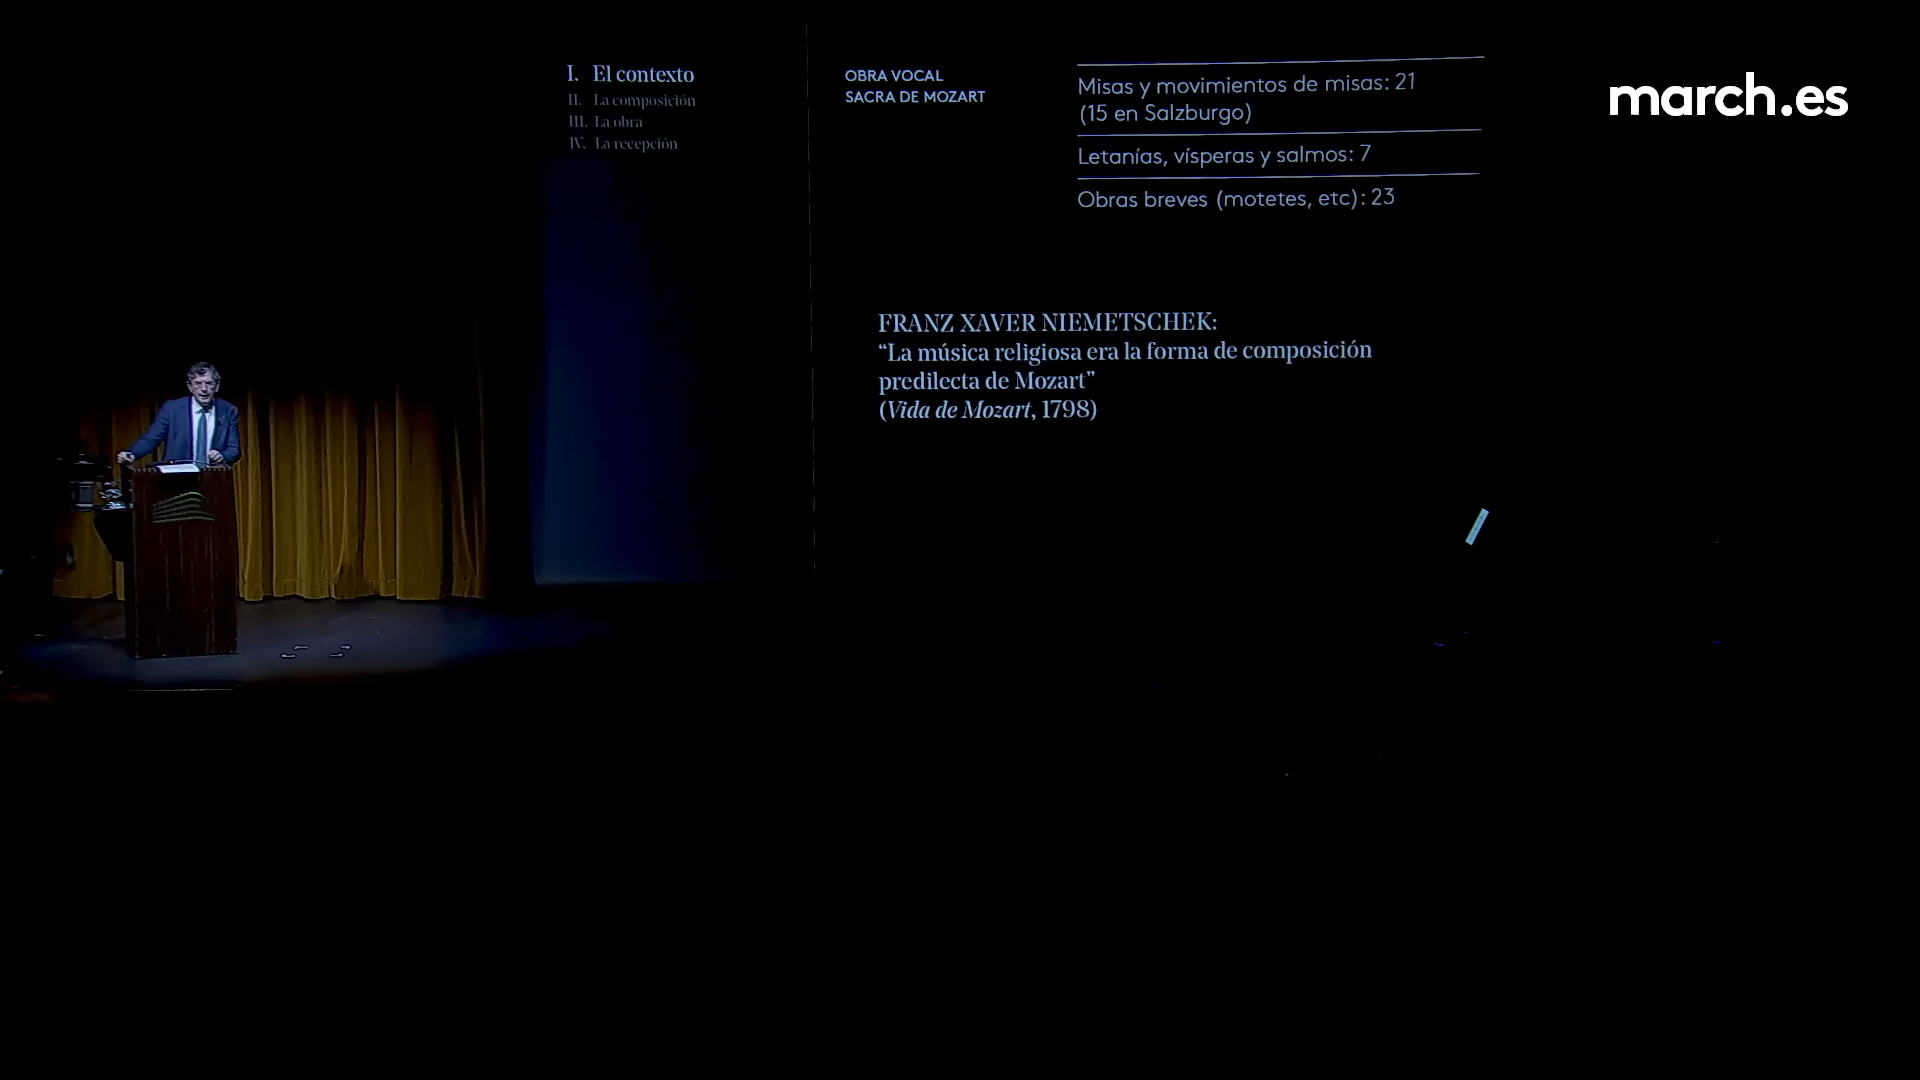 I. El contexto
II. La composición
III. La obra
IV. La recepción
OBRA VOCAL
SACRA DE MOZART
Misas y movimientos de misas: 21
(15 en Salzburgo)
Letanías, vísperas y salmos: 7
Obras breves (motetes, etc): 23
FRANZ XAVER NIEMETSCHEK:
“La música religiosa era la forma de composición
predilecta de Mozart”
(Vida de Mozart, 1798)
march.es